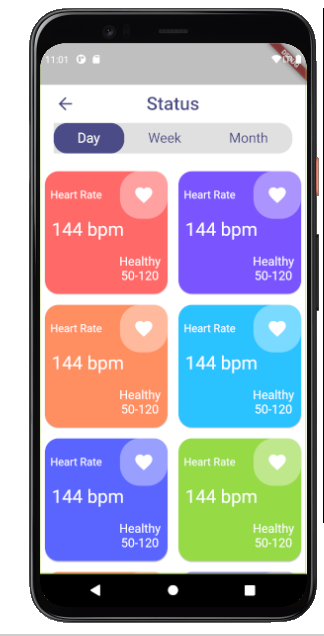 11:01
LTE
DEBUG
Status
Day Week Month
Heart Rate
144 bpm
Healthy
50-120
Heart Rate
144 bpm
Healthy
50-120
Heart Rate
144 bpm
Healthy
50-120
Heart Rate
144 bpm
Healthy
50-120
Heart Rate
144 bpm
Healthy
50-120
Heart Rate
144 bpm
Healthy
50-120